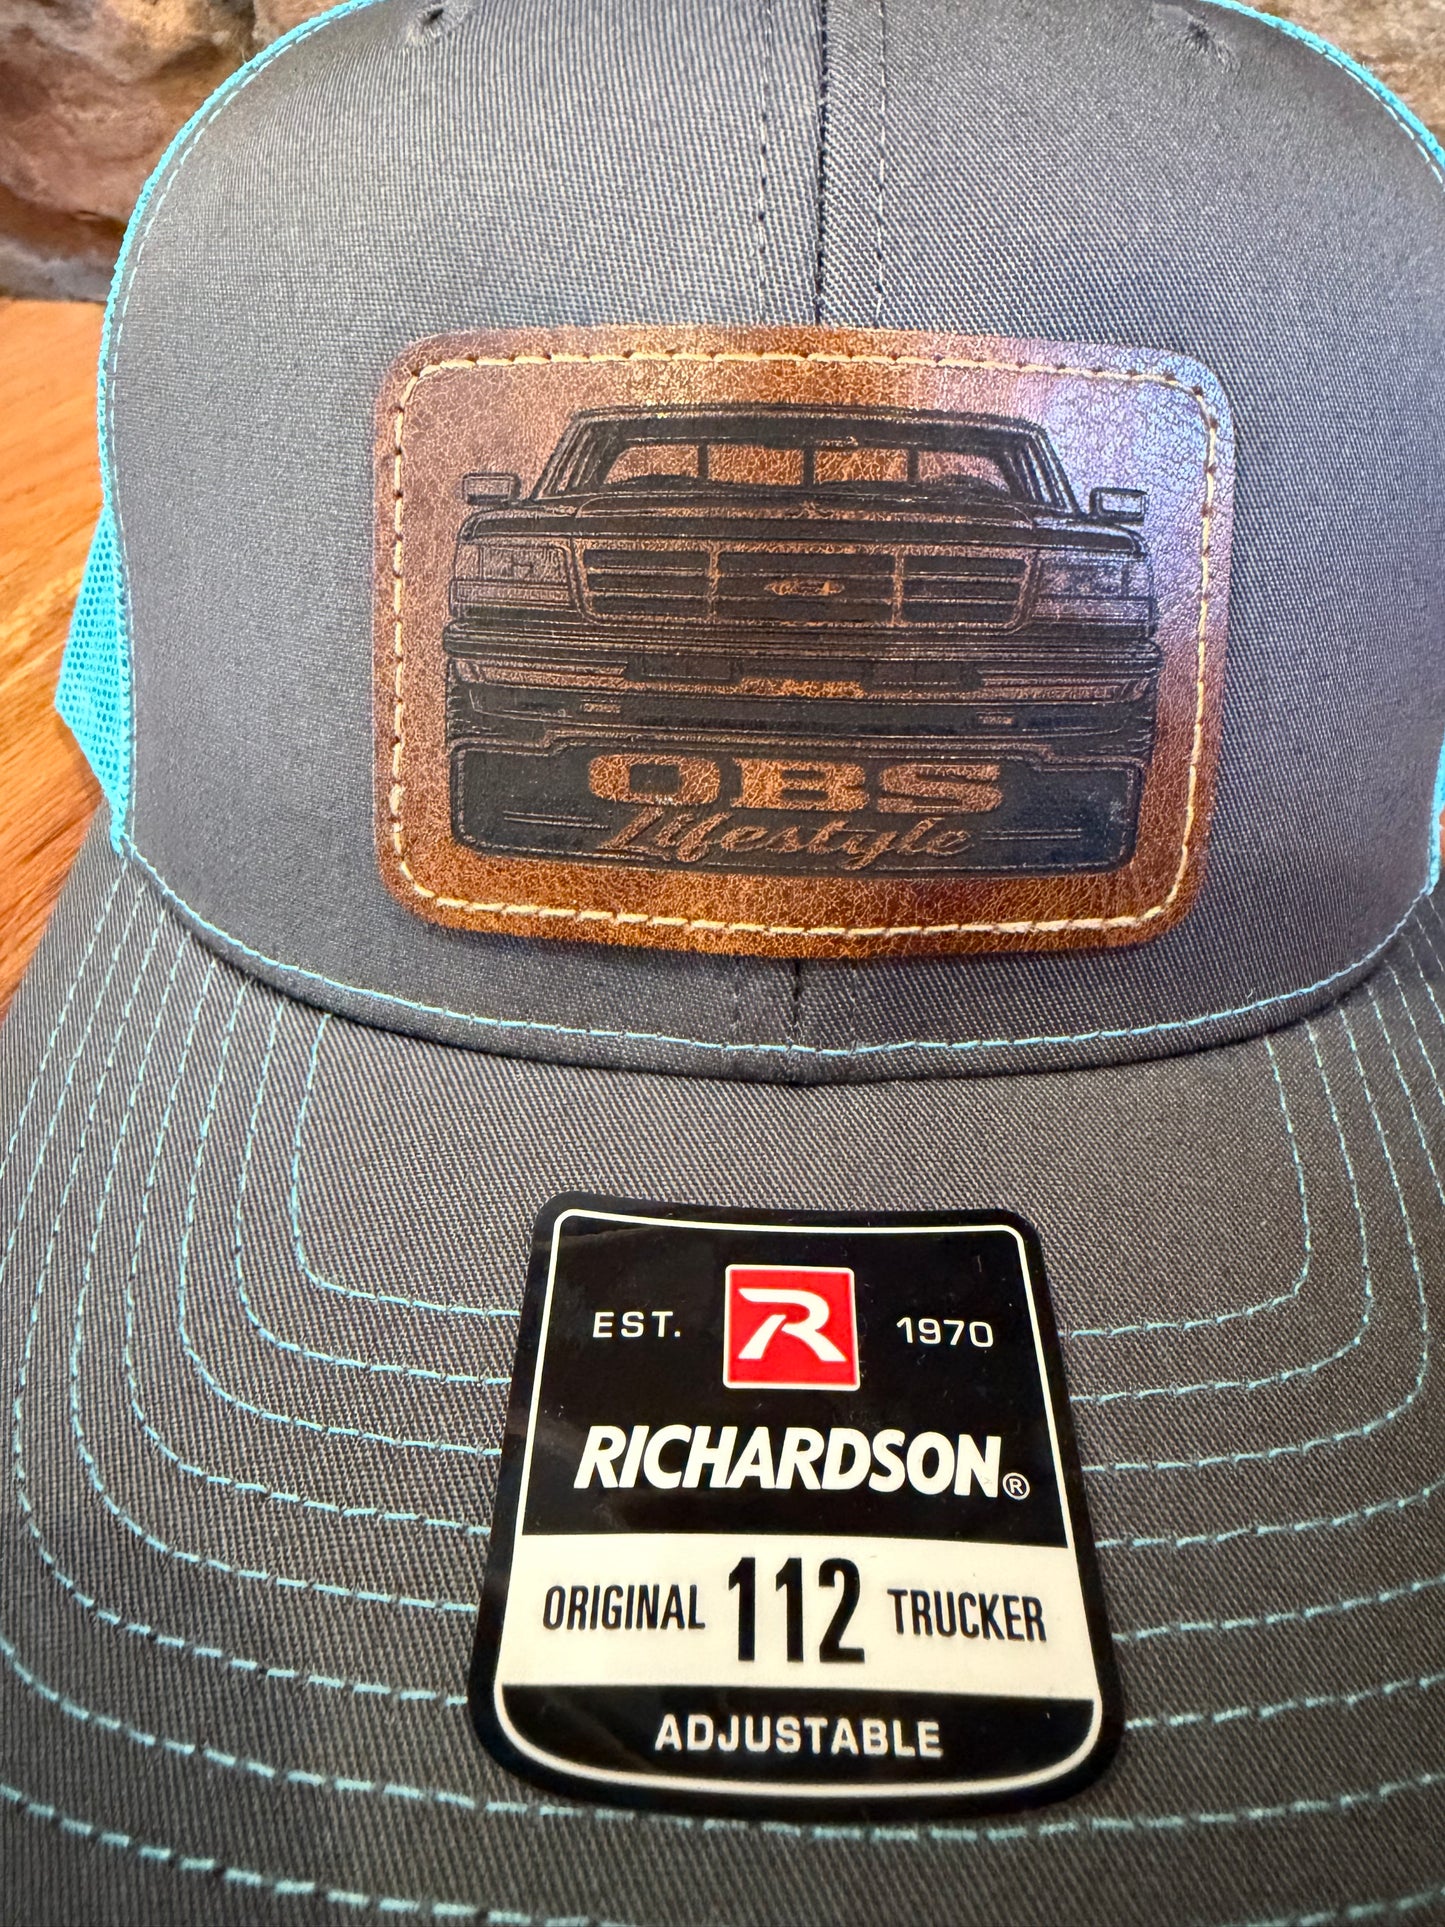 OBS
Lifestyle
EST. R 1970
RICHARDSON®
ORIGINAL 112 TRUCKER
ADJUSTABLE